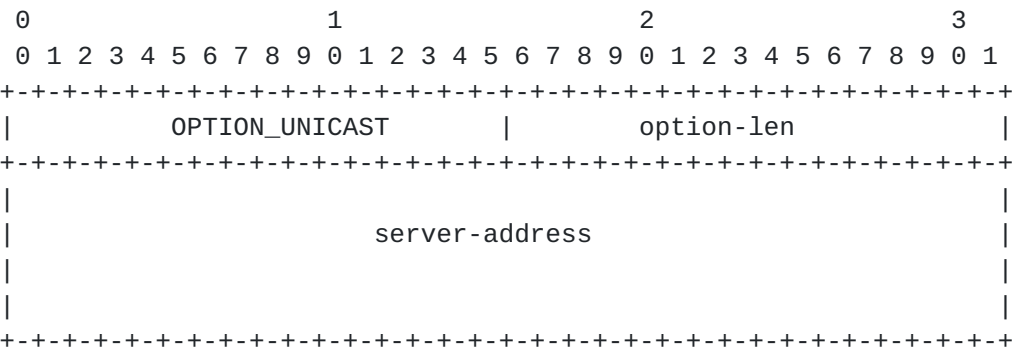 0                   1                   2                   3
 0 1 2 3 4 5 6 7 8 9 0 1 2 3 4 5 6 7 8 9 0 1 2 3 4 5 6 7 8 9 0 1
+-+-+-+-+-+-+-+-+-+-+-+-+-+-+-+-+-+-+-+-+-+-+-+-+-+-+-+-+-+-+-+-+
|          OPTION_UNICAST       |        option-len             |
+-+-+-+-+-+-+-+-+-+-+-+-+-+-+-+-+-+-+-+-+-+-+-+-+-+-+-+-+-+-+-+-+
|                                                               |
|                       server-address                          |
|                                                               |
|                                                               |
+-+-+-+-+-+-+-+-+-+-+-+-+-+-+-+-+-+-+-+-+-+-+-+-+-+-+-+-+-+-+-+-+